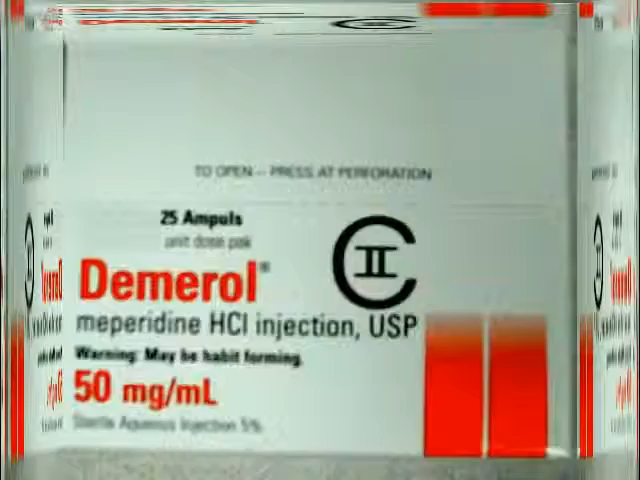 TO OPEN – PRESS AT PERFORATION
25 Ampuls
unit dose pak
CII
Demerol®
meperidine HCl injection, USP
Warning: May be habit forming.
50 mg/mL
Sterile Aqueous Injection 5%